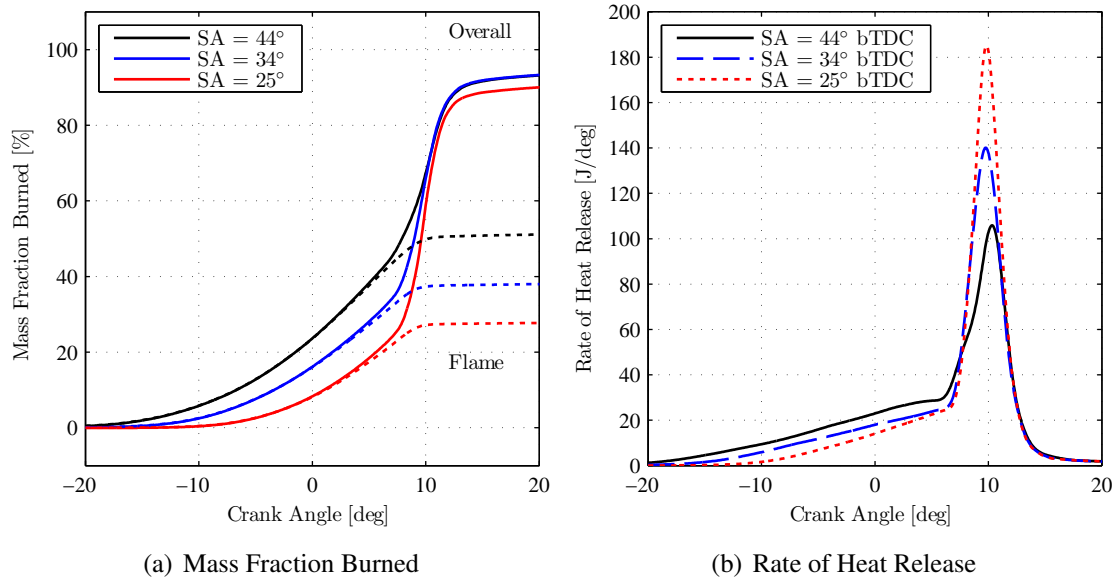 Overall
SA = 44°
SA = 34°
SA = 25°
Flame
100
80
60
40
20
0
−20
−10
0
10
20
Mass Fraction Burned [%]
Crank Angle [deg]
(a) Mass Fraction Burned
SA = 44° bTDC
SA = 34° bTDC
SA = 25° bTDC
200
180
160
140
120
100
80
60
40
20
0
−20
−10
0
10
20
Rate of Heat Release [J/deg]
Crank Angle [deg]
(b) Rate of Heat Release